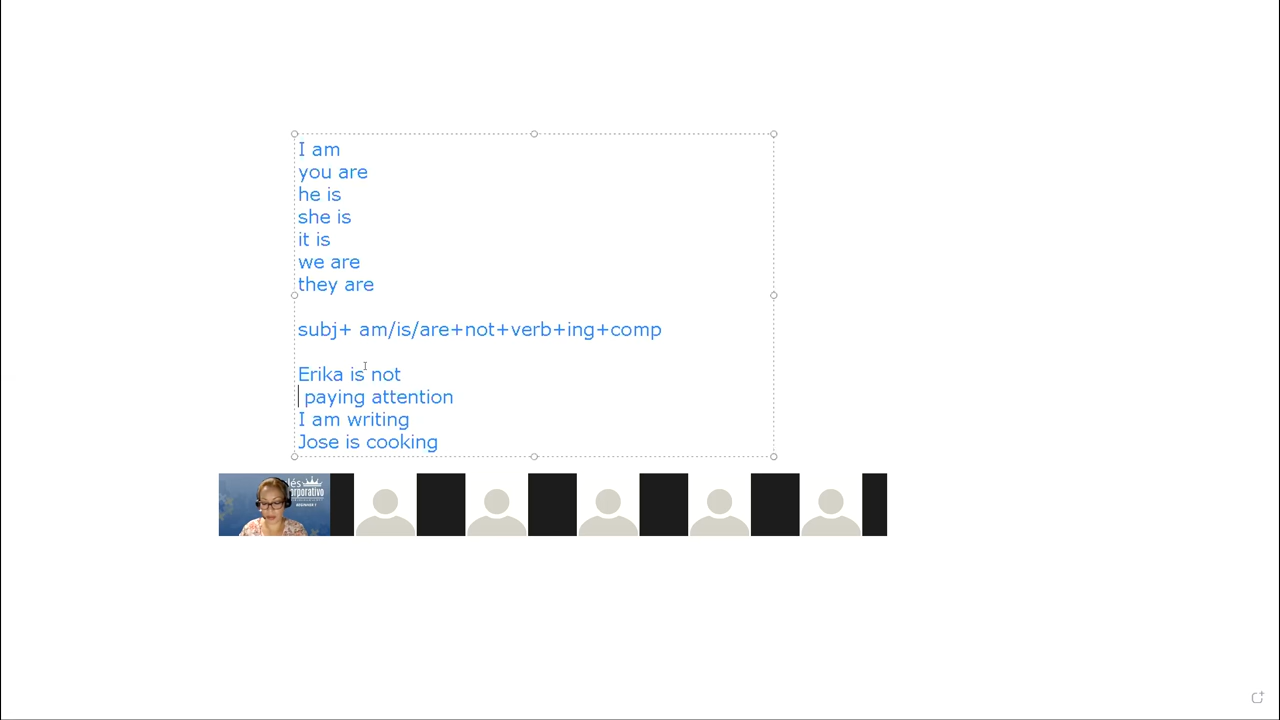 I am
you are
he is
she is
it is
we are
they are
subj+ am/is/are+not+verb+ing+comp
Erika is not
paying attention
I am writing
Jose is cooking